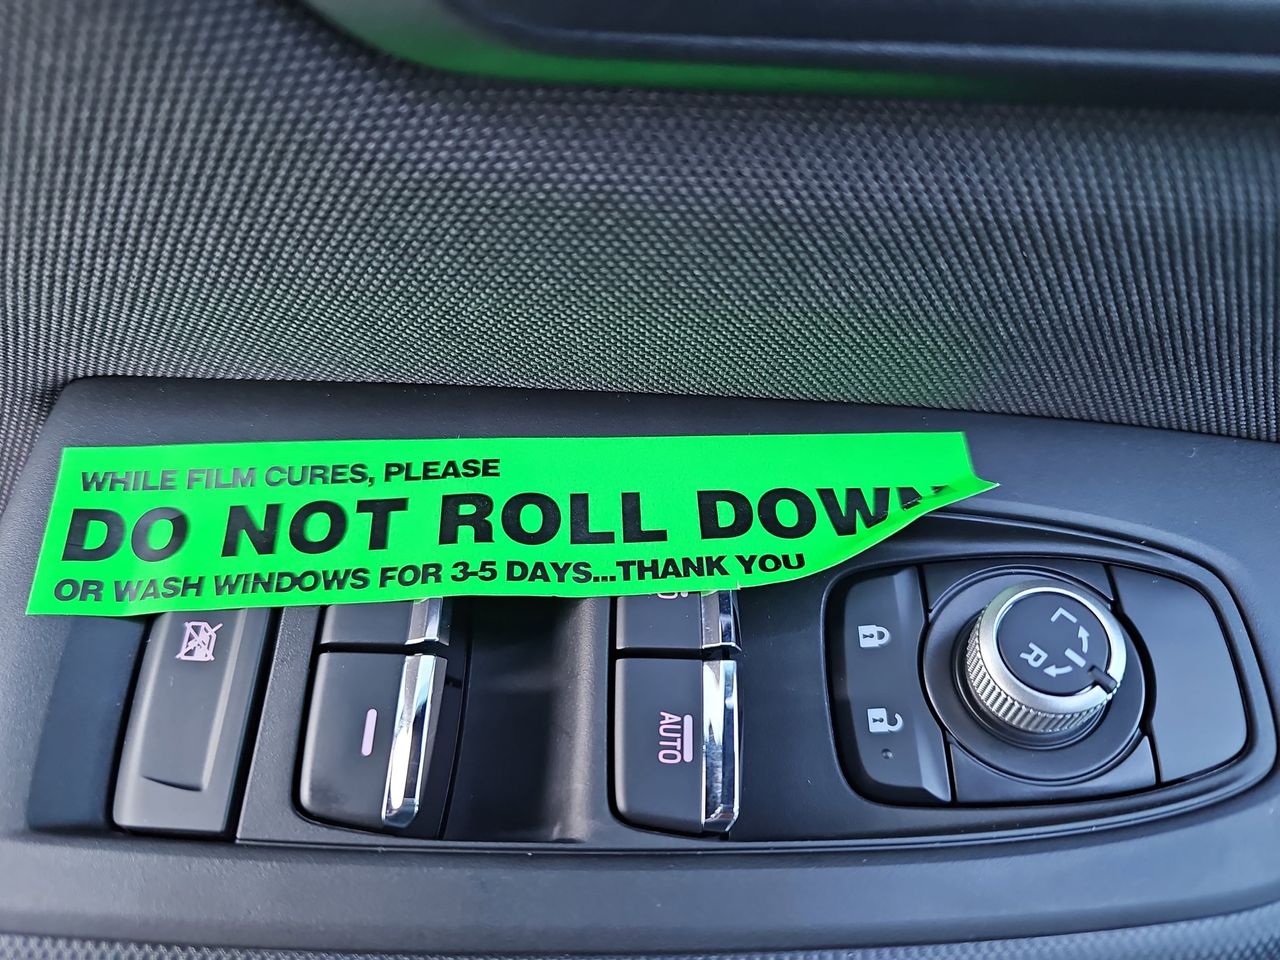 WHILE FILM CURES, PLEASE
DO NOT ROLL DOWN
OR WASH WINDOWS FOR 3-5 DAYS...THANK YOU
AUTO
L
R